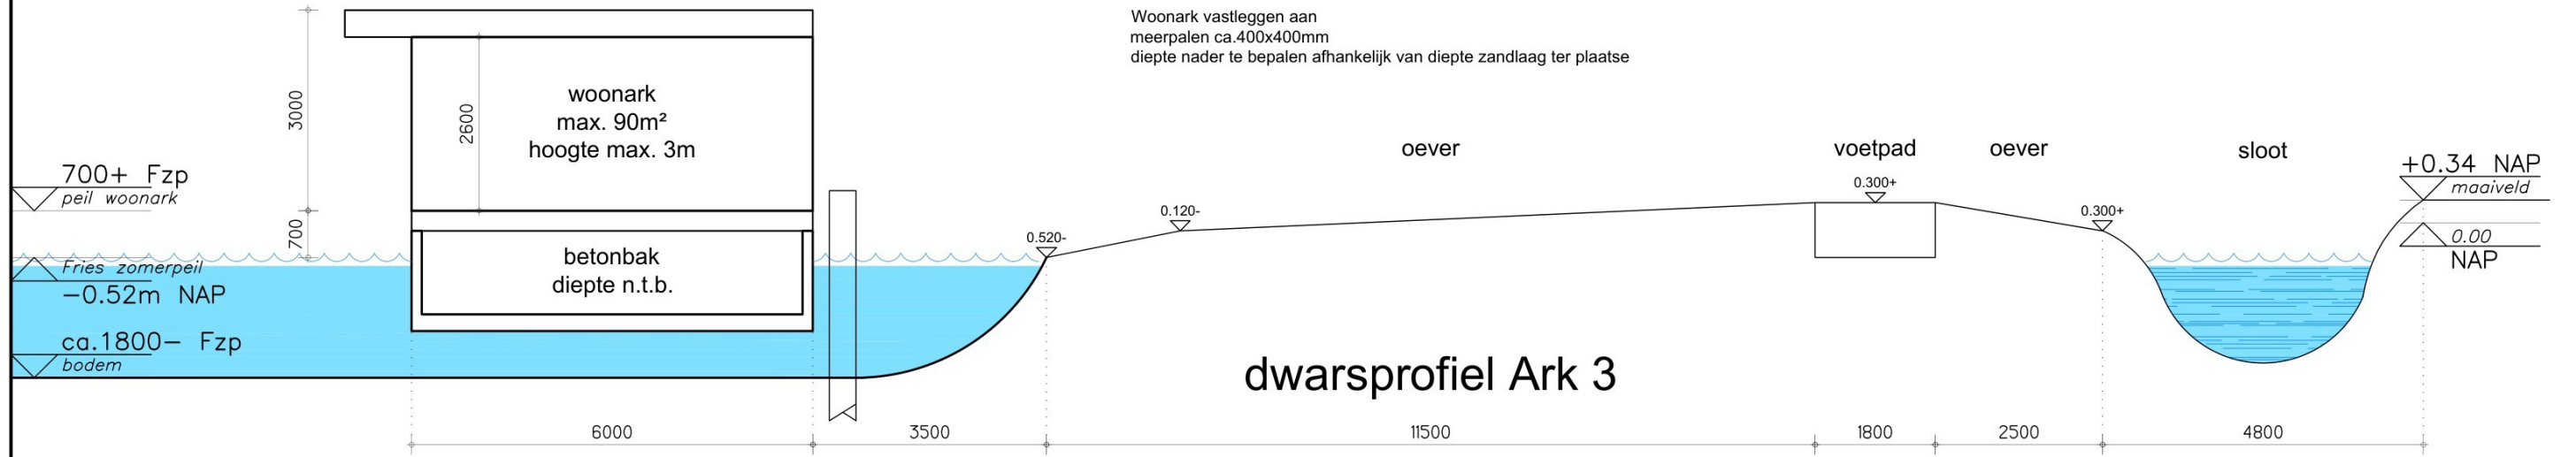 Woonark vastleggen aan
meerpalen ca.400x400mm
diepte nader te bepalen afhankelijk van diepte zandlaag ter plaatse
3000
2600
woonark
max. 90m²
hoogte max. 3m
oever
voetpad
oever
sloot
700+ Fzp
peil woonark
+0.34 NAP
maaiveld
0.300+
0.120-
0.300+
700
0.520-
0.00
NAP
betonbak
diepte n.t.b.
Fries zomerpeil
-0.52m NAP
ca.1800- Fzp
bodem
dwarsprofiel Ark 3
6000
3500
11500
1800
2500
4800